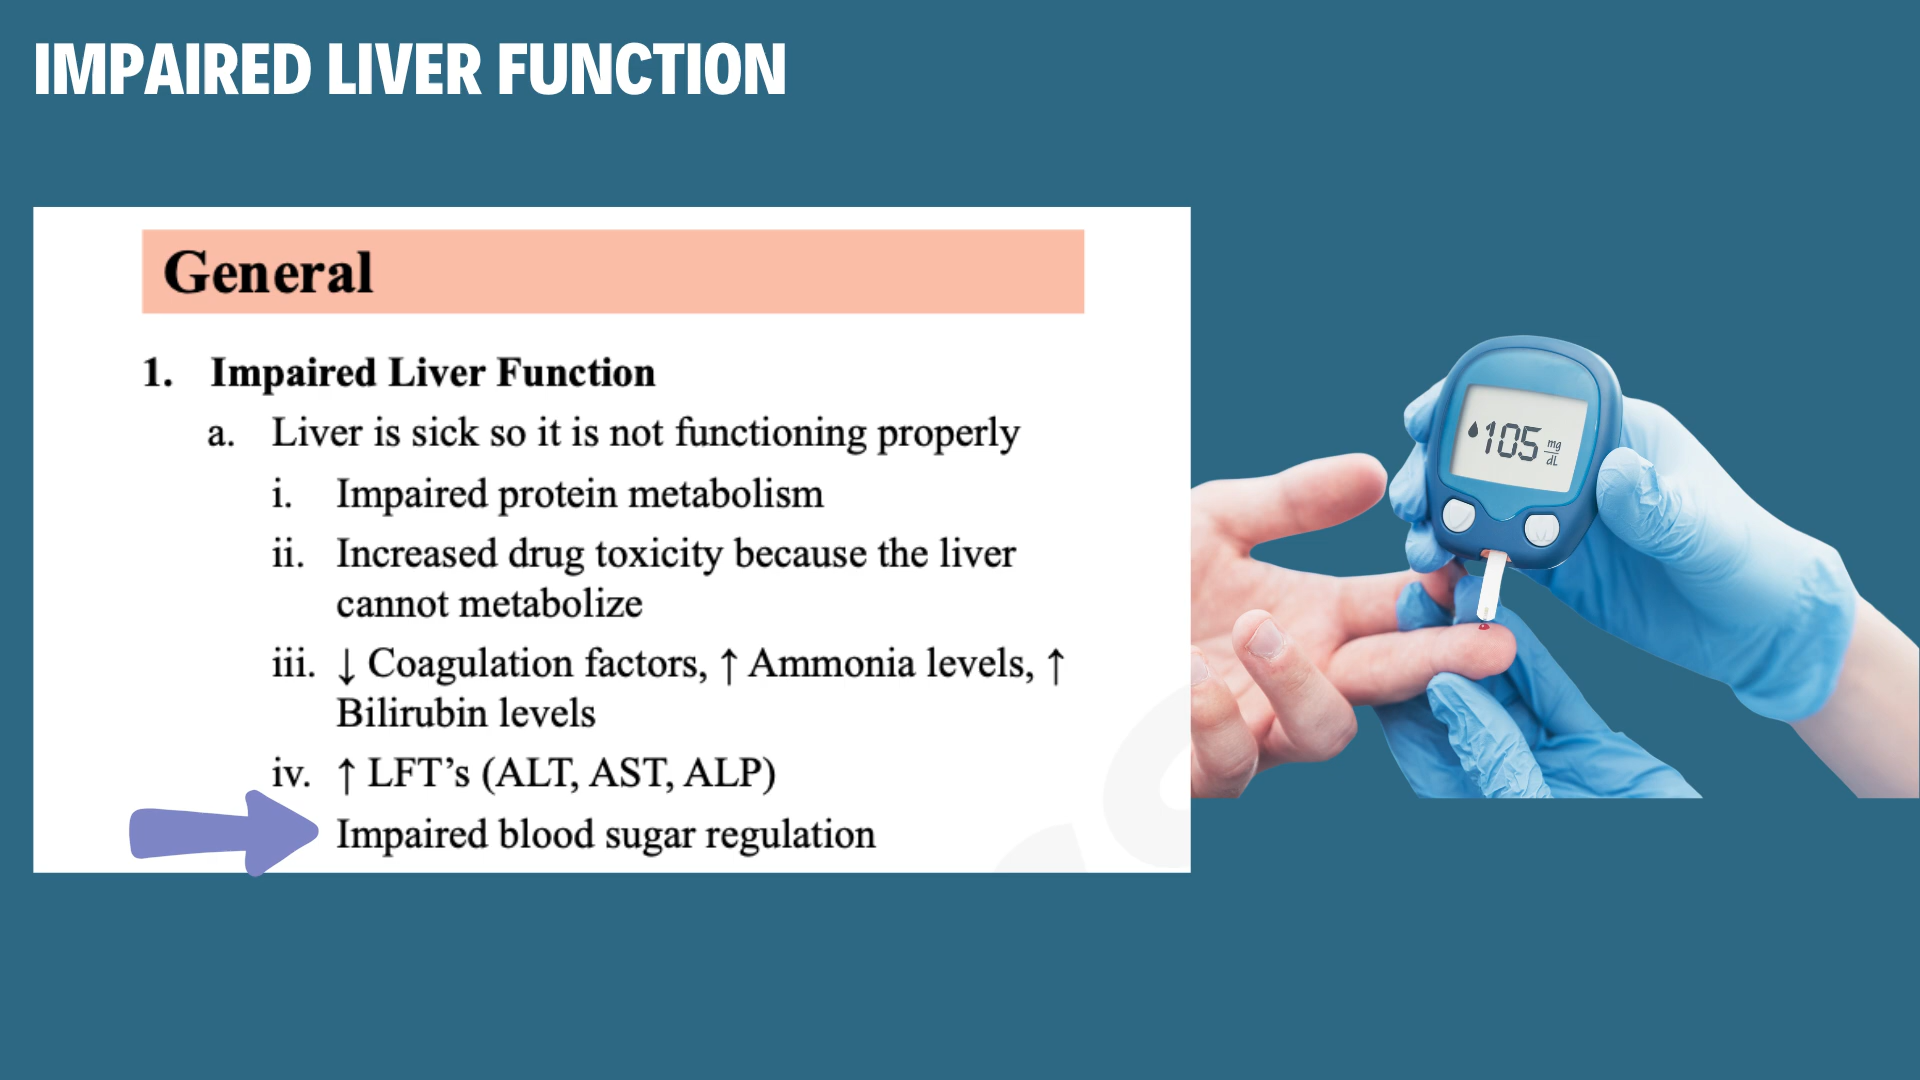 IMPAIRED LIVER FUNCTION
General
1. Impaired Liver Function
a. Liver is sick so it is not functioning properly
i. Impaired protein metabolism
ii. Increased drug toxicity because the liver
cannot metabolize
iii. ↓ Coagulation factors, ↑ Ammonia levels, ↑
Bilirubin levels
iv. ↑ LFT’s (ALT, AST, ALP)
Impaired blood sugar regulation
105 mg
dL